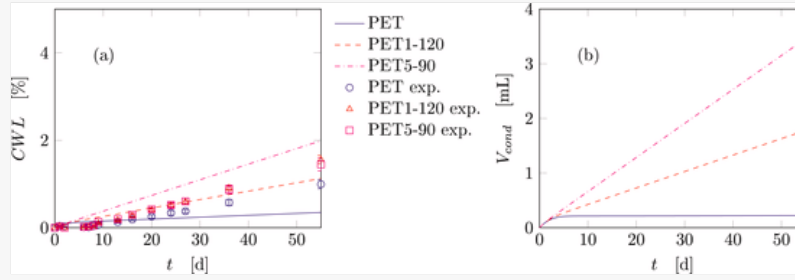 4
2
0
CWL [%]
(a)
0 10 20 30 40 50
t [d]
PET
PET1-120
PET5-90
PET exp.
PET1-120 exp.
PET5-90 exp.
4
3
2
1
0
V_cond [mL]
(b)
0 10 20 30 40 50
t [d]